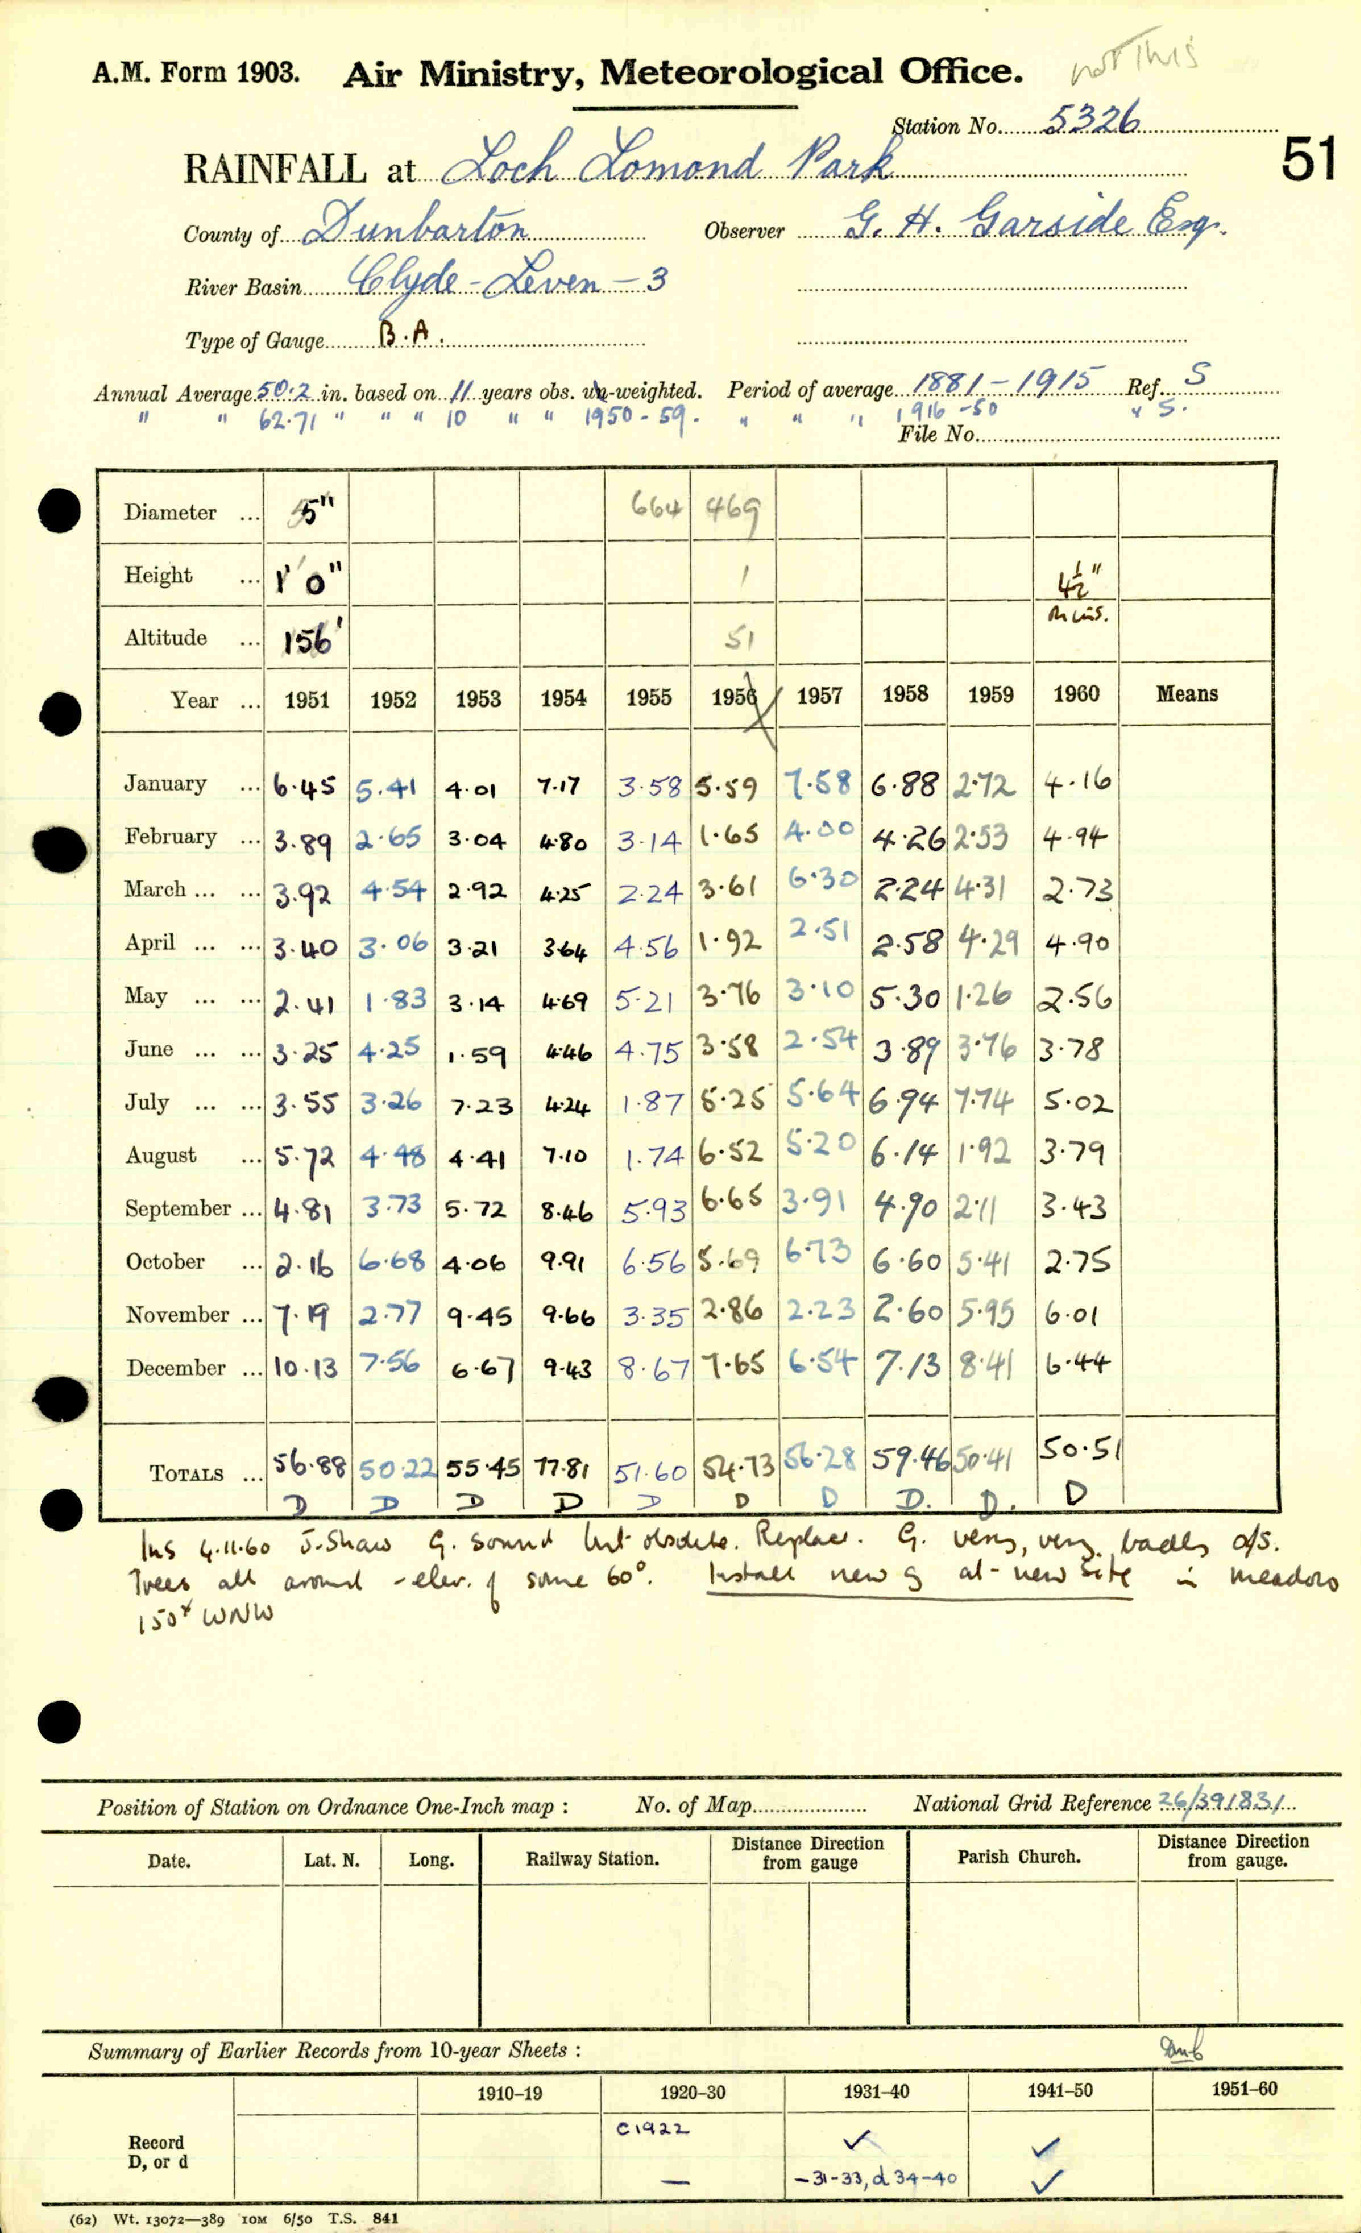 not this
A.M. Form 1903. Air Ministry, Meteorological Office.
Station No. 5326
51
RAINFALL at Loch Lomond Park
County of Dunbarton Observer G. H. Garside Esq.
River Basin Clyde - Leven - 3
Type of Gauge B.A.
Annual Average 50.2 in. based on 11 years obs. un-weighted. Period of average 1881-1915 Ref. S
" " 62.71 " " " 10 " " 1950-59. " " " 1916-50 " S.
File No.
Diameter ... 5" 664 469
Height ... 1' 0" 1 4½"
Altitude ... 156' 51
Year ... 1951 1952 1953 1954 1955 1956 1957 1958 1959 1960 Means
January ... 6.45 5.41 4.01 7.17 3.58 5.59 7.58 6.88 2.72 4.16
February ... 3.89 2.65 3.04 4.80 3.14 1.65 4.00 4.26 2.53 4.94
March ... ... 3.92 4.54 2.92 4.25 2.24 3.61 6.30 2.24 4.31 2.73
April ... ... 3.40 3.06 3.21 3.64 4.56 1.92 2.51 2.58 4.29 4.90
May ... ... 2.41 1.83 3.14 4.69 5.21 3.76 3.10 5.30 1.26 2.56
June ... ... 3.25 4.25 1.59 4.46 4.75 3.58 2.54 3.89 3.76 3.78
July ... ... 3.55 3.26 7.23 4.24 1.87 5.25 5.64 6.94 7.74 5.02
August ... 5.72 4.48 4.41 7.10 1.74 6.52 5.20 6.14 1.92 3.79
September ... 4.81 3.73 5.72 8.46 5.93 6.65 3.91 4.90 2.11 3.43
October ... 2.16 6.68 4.06 9.91 6.56 5.69 6.73 6.60 5.41 2.75
November ... 7.19 2.77 9.45 9.66 3.35 2.86 2.23 2.60 5.95 6.01
December ... 10.13 7.56 6.67 9.43 8.67 7.65 6.54 7.13 8.41 6.44
TOTALS ... 56.88 50.22 55.45 77.81 51.60 54.73 56.28 59.46 50.41 50.51
D D D D D D D D. D. D
Ins 4.11.60 J. Shaw G. sound but obsolete. Replace. G. very, very badly o/s.
Trees all around - elev. of some 60°. Install new g at new site in meadow
150x WNW
Position of Station on Ordnance One-Inch map : No. of Map National Grid Reference 26/391831
Date. Lat. N. Long. Railway Station. Distance Direction from gauge Parish Church. Distance Direction from gauge.
Summary of Earlier Records from 10-year Sheets :
1910-19 1920-30 1931-40 1941-50 1951-60
Record C1922 ✓ ✓
D, or d — -31-33, d 34-40 ✓
(62) Wt. 13072—389 10M 6/50 T.S. 841